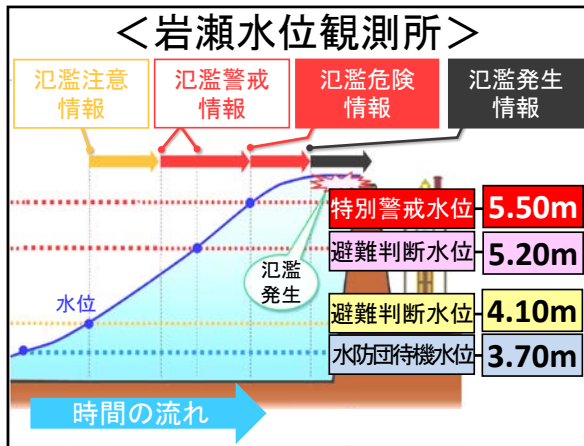 ＜岩瀬水位観測所＞
氾濫注意
情報
氾濫警戒
情報
氾濫危険
情報
氾濫発生
情報
特別警戒水位 5.50m
避難判断水位 5.20m
氾濫
発生
水位
避難判断水位 4.10m
水防団待機水位 3.70m
時間の流れ